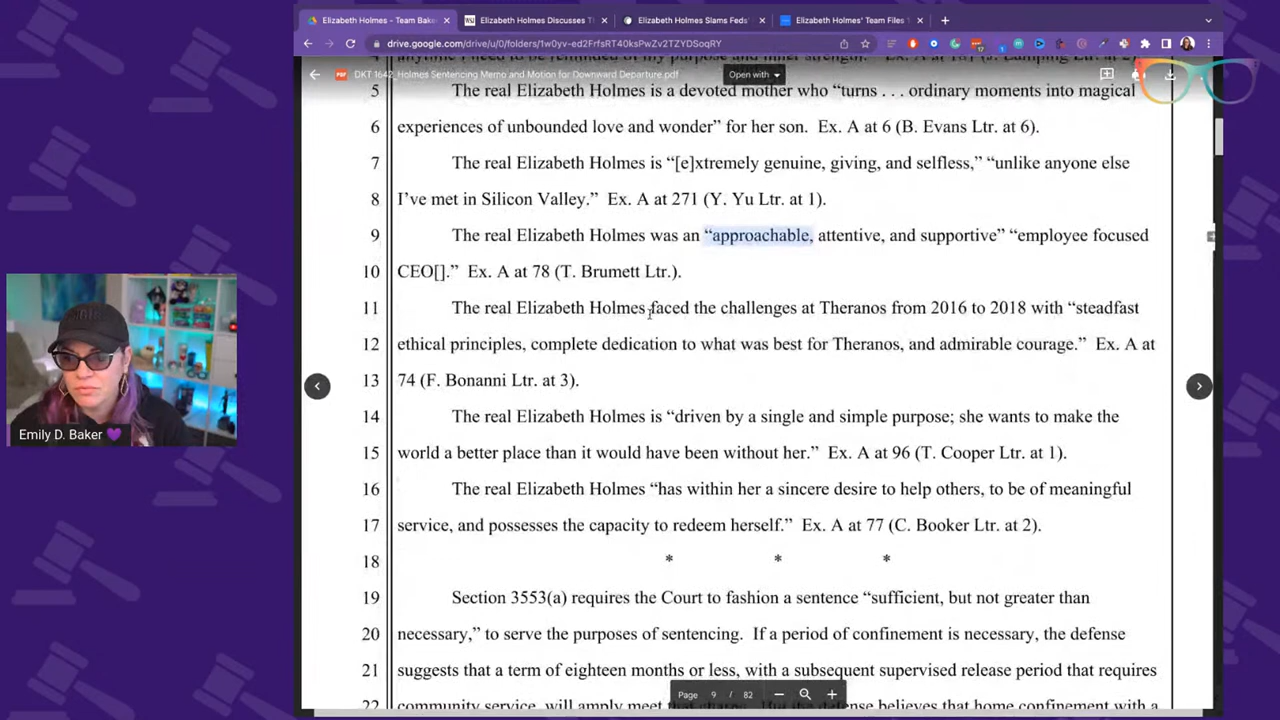 Elizabeth Holmes - Team Bake
Elizabeth Holmes Discusses T
Elizabeth Holmes Slams Feds'
Elizabeth Holmes' Team Files
drive.google.com/drive/u/0/folders/1w0yv-ed2FrfsRT40ksPwZv2TZYDSoqRY
DKT 1642_Holmes Sentencing Memo and Motion for Downward Departure.pdf
Open with
5 The real Elizabeth Holmes is a devoted mother who “turns . . . ordinary moments into magical
6 experiences of unbounded love and wonder” for her son. Ex. A at 6 (B. Evans Ltr. at 6).
7 The real Elizabeth Holmes is “[e]xtremely genuine, giving, and selfless,” “unlike anyone else
8 I’ve met in Silicon Valley.” Ex. A at 271 (Y. Yu Ltr. at 1).
9 The real Elizabeth Holmes was an “approachable, attentive, and supportive” “employee focused
10 CEO[].” Ex. A at 78 (T. Brumett Ltr.).
11 The real Elizabeth Holmes faced the challenges at Theranos from 2016 to 2018 with “steadfast
12 ethical principles, complete dedication to what was best for Theranos, and admirable courage.” Ex. A at
13 74 (F. Bonanni Ltr. at 3).
14 The real Elizabeth Holmes is “driven by a single and simple purpose; she wants to make the
15 world a better place than it would have been without her.” Ex. A at 96 (T. Cooper Ltr. at 1).
16 The real Elizabeth Holmes “has within her a sincere desire to help others, to be of meaningful
17 service, and possesses the capacity to redeem herself.” Ex. A at 77 (C. Booker Ltr. at 2).
18 * * *
19 Section 3553(a) requires the Court to fashion a sentence “sufficient, but not greater than
20 necessary,” to serve the purposes of sentencing. If a period of confinement is necessary, the defense
21 suggests that a term of eighteen months or less, with a subsequent supervised release period that requires
22 community service, will amply meet that
Page 9 / 82
Emily D. Baker 💜